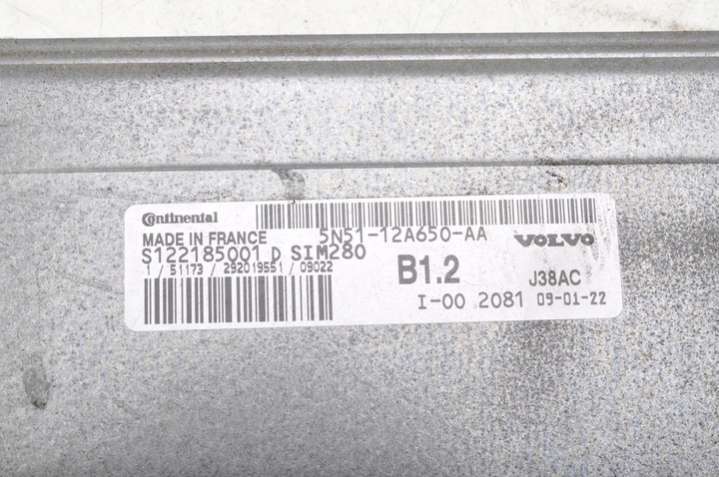 Continental
MADE IN FRANCE 5N51-12A650-AA VOLVO
S122185001 D SIM280
1 / 51173 / 292019551 / 09022
B1.2 J38AC
I-00 2081 09-01-22